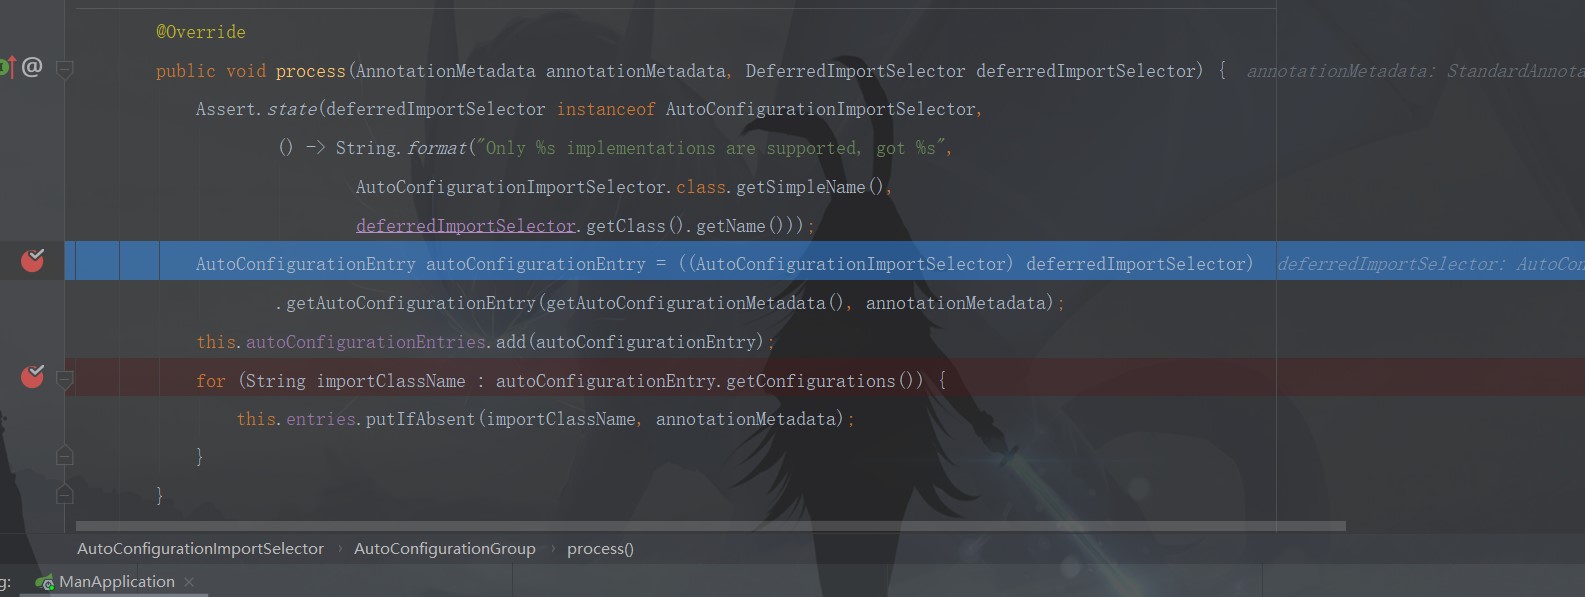 @Override
@ public void process(AnnotationMetadata annotationMetadata, DeferredImportSelector deferredImportSelector) { annotationMetadata: StandardAnnota
Assert.state(deferredImportSelector instanceof AutoConfigurationImportSelector,
() -> String.format("Only %s implementations are supported, got %s",
AutoConfigurationImportSelector.class.getSimpleName(),
deferredImportSelector.getClass().getName()));
AutoConfigurationEntry autoConfigurationEntry = ((AutoConfigurationImportSelector) deferredImportSelector) deferredImportSelector: AutoCon
.getAutoConfigurationEntry(getAutoConfigurationMetadata(), annotationMetadata);
this.autoConfigurationEntries.add(autoConfigurationEntry);
for (String importClassName : autoConfigurationEntry.getConfigurations()) {
this.entries.putIfAbsent(importClassName, annotationMetadata);
}
}
AutoConfigurationImportSelector › AutoConfigurationGroup › process()
g: ManApplication ×